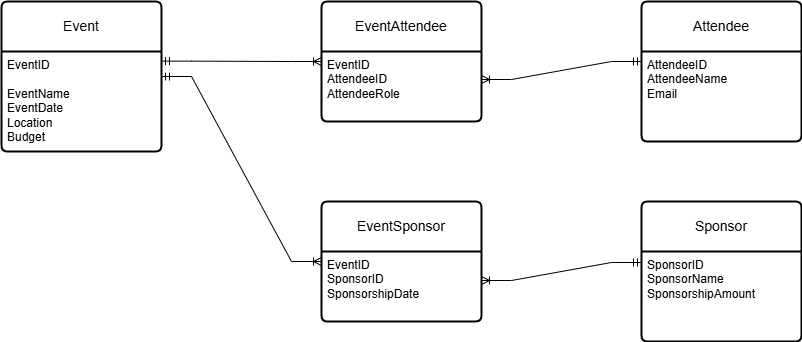 Event
EventID
EventName
EventDate
Location
Budget
EventAttendee
EventID
AttendeeID
AttendeeRole
Attendee
AttendeeID
AttendeeName
Email
EventSponsor
EventID
SponsorID
SponsorshipDate
Sponsor
SponsorID
SponsorName
SponsorshipAmount